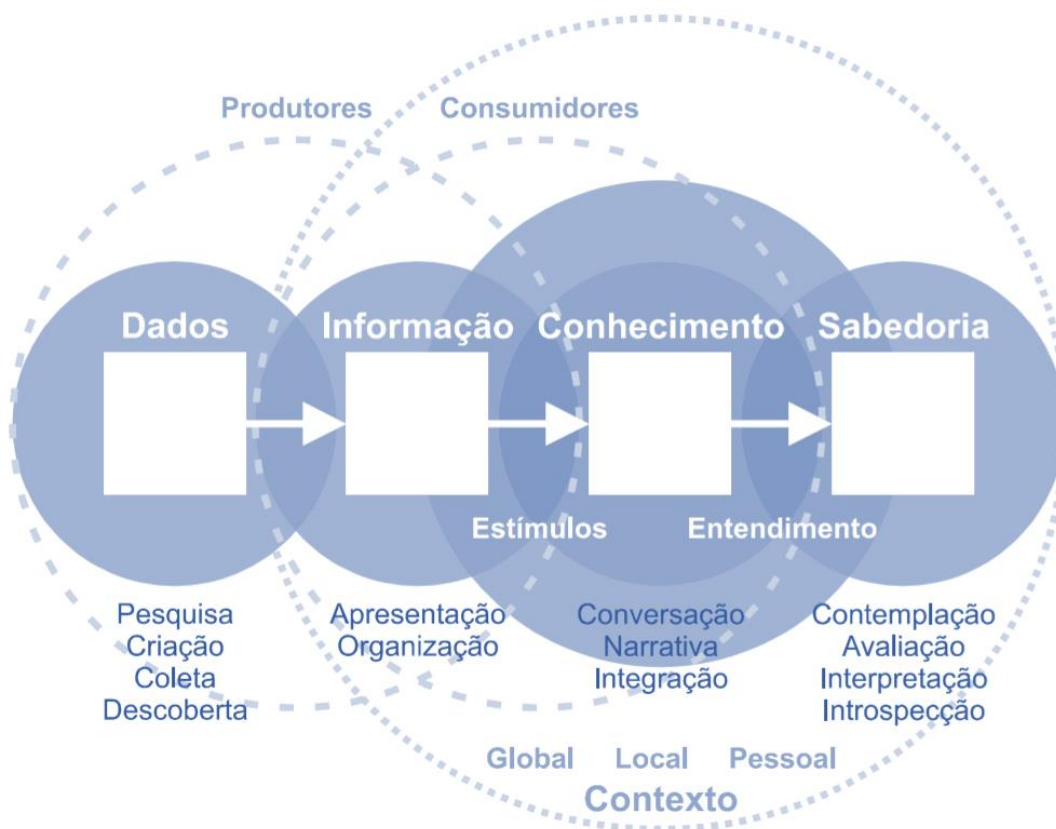 Produtores
Consumidores
Dados
Informação
Conhecimento
Sabedoria
Estímulos
Entendimento
Pesquisa
Criação
Coleta
Descoberta
Apresentação
Organização
Conversação
Narrativa
Integração
Contemplação
Avaliação
Interpretação
Introspecção
Global Local Pessoal
Contexto